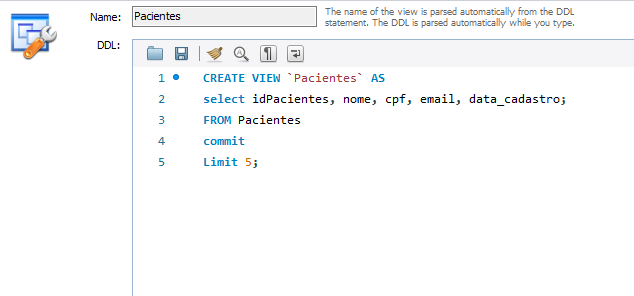 Name: Pacientes
The name of the view is parsed automatically from the DDL
statement. The DDL is parsed automatically while you type.
DDL:
1 CREATE VIEW `Pacientes` AS
2 select idPacientes, nome, cpf, email, data_cadastro;
3 FROM Pacientes
4 commit
5 Limit 5;